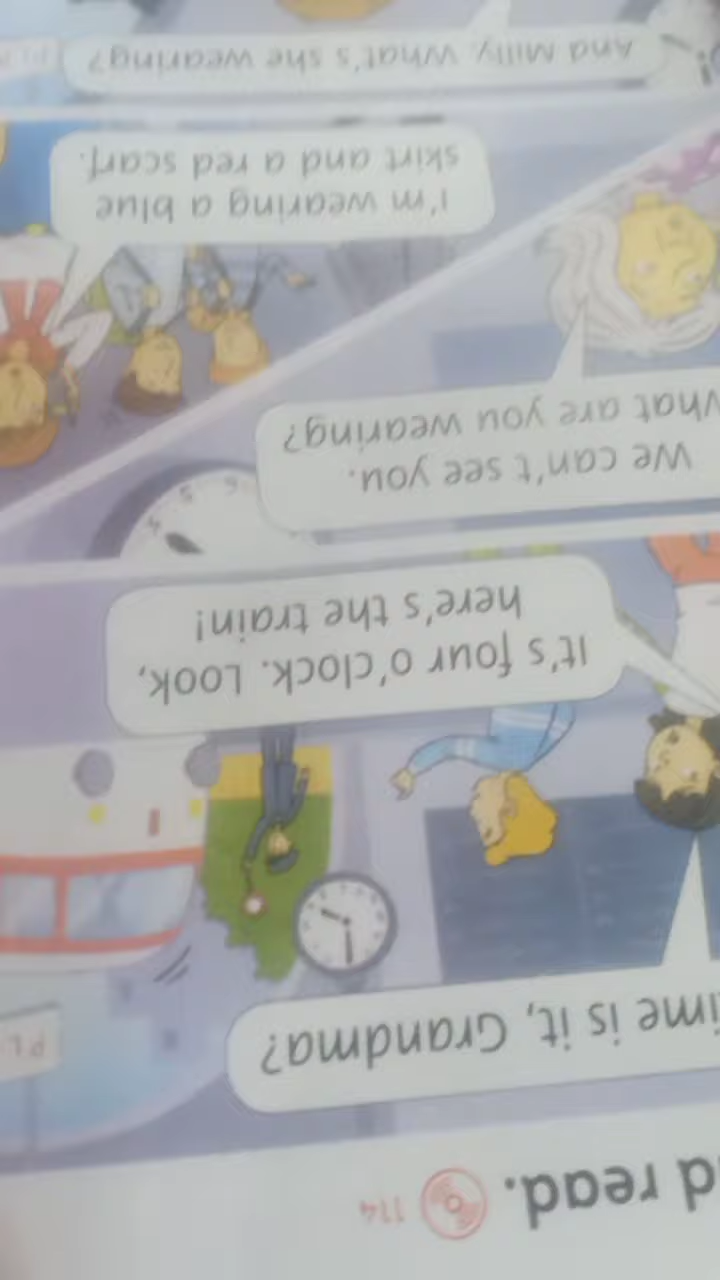 d read. 114
ime is it, Grandma?
It's four o'clock. Look,
here's the train!
We can't see you.
What are you wearing?
I'm wearing a blue
skirt and a red scarf.
And Milly, what's she wearing?